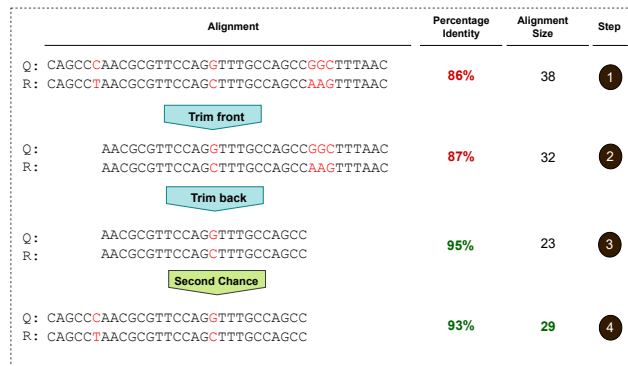 Alignment Percentage Identity Alignment Size Step
Q: CAGCCCAACGCGTTCCAGGTTTGCCAGCCGGCTTTAAC 86% 38 1
R: CAGCCTAACGCGTTCCAGCTTTGCCAGCCAAGTTTAAC
Trim front
Q: AACGCGTTCCAGGTTTGCCAGCCGGCTTTAAC 87% 32 2
R: AACGCGTTCCAGCTTTGCCAGCCAAGTTTAAC
Trim back
Q: AACGCGTTCCAGGTTTGCCAGCC 95% 23 3
R: AACGCGTTCCAGCTTTGCCAGCC
Second Chance
Q: CAGCCCAACGCGTTCCAGGTTTGCCAGCC 93% 29 4
R: CAGCCTAACGCGTTCCAGCTTTGCCAGCC